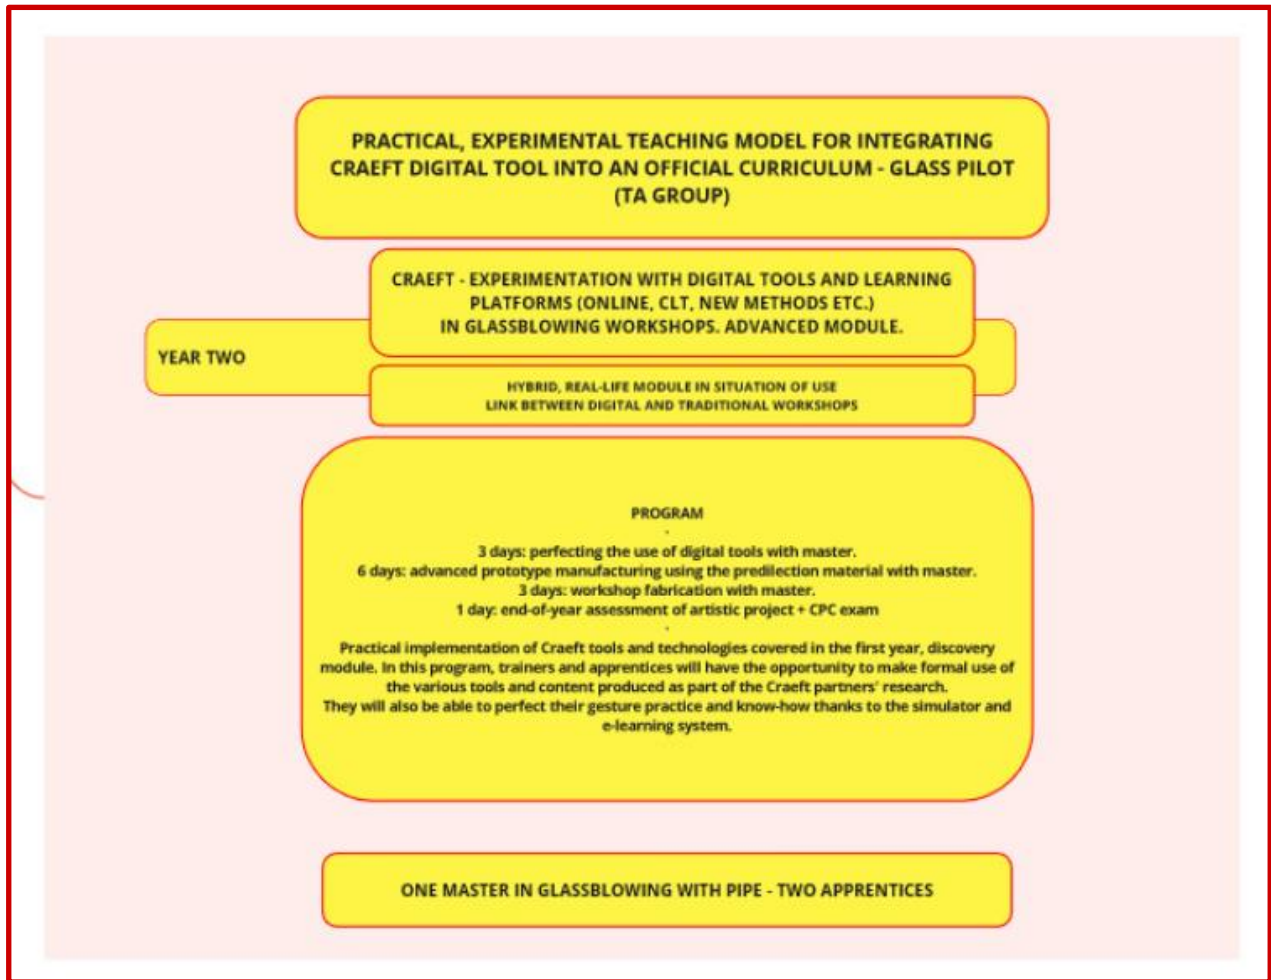 PRACTICAL, EXPERIMENTAL TEACHING MODEL FOR INTEGRATING
CRAEFT DIGITAL TOOL INTO AN OFFICIAL CURRICULUM - GLASS PILOT
(TA GROUP)
CRAEFT - EXPERIMENTATION WITH DIGITAL TOOLS AND LEARNING
PLATFORMS (ONLINE, CLT, NEW METHODS ETC.)
IN GLASSBLOWING WORKSHOPS. ADVANCED MODULE.
YEAR TWO
HYBRID, REAL-LIFE MODULE IN SITUATION OF USE
LINK BETWEEN DIGITAL AND TRADITIONAL WORKSHOPS
PROGRAM
-
3 days: perfecting the use of digital tools with master.
6 days: advanced prototype manufacturing using the predilection material with master.
3 days: workshop fabrication with master.
1 day: end-of-year assessment of artistic project + CPC exam
-
Practical implementation of Craeft tools and technologies covered in the first year, discovery
module. In this program, trainers and apprentices will have the opportunity to make formal use of
the various tools and content produced as part of the Craeft partners' research.
They will also be able to perfect their gesture practice and know-how thanks to the simulator and
e-learning system.
ONE MASTER IN GLASSBLOWING WITH PIPE - TWO APPRENTICES